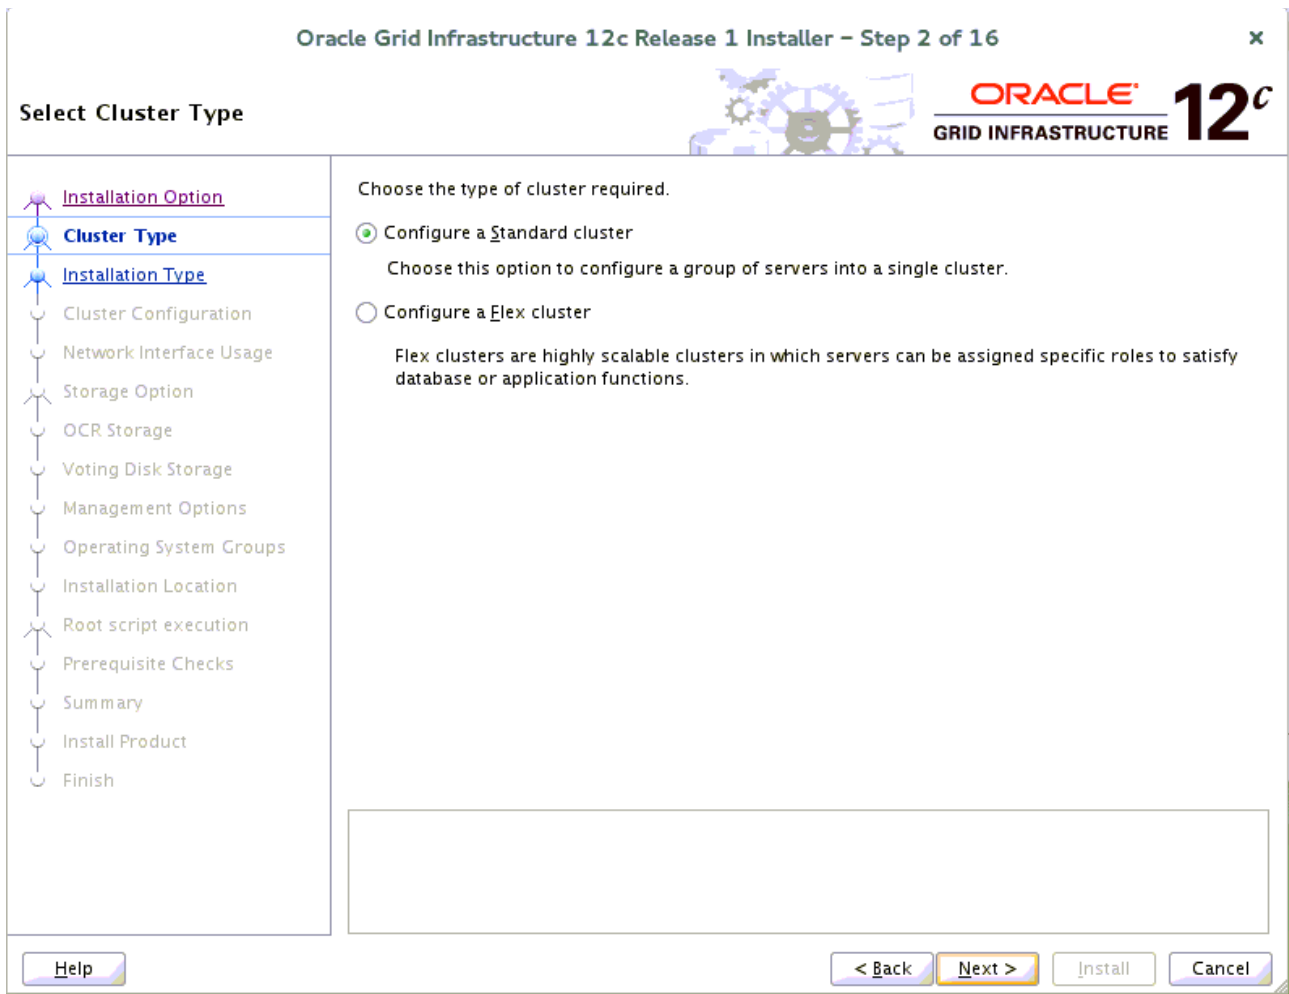 Oracle Grid Infrastructure 12c Release 1 Installer – Step 2 of 16
Select Cluster Type
ORACLE
GRID INFRASTRUCTURE
12c
Installation Option
Cluster Type
Installation Type
Cluster Configuration
Network Interface Usage
Storage Option
OCR Storage
Voting Disk Storage
Management Options
Operating System Groups
Installation Location
Root script execution
Prerequisite Checks
Summary
Install Product
Finish
Choose the type of cluster required.
Configure a Standard cluster
Choose this option to configure a group of servers into a single cluster.
Configure a Flex cluster
Flex clusters are highly scalable clusters in which servers can be assigned specific roles to satisfy
database or application functions.
Help
< Back
Next >
Install
Cancel